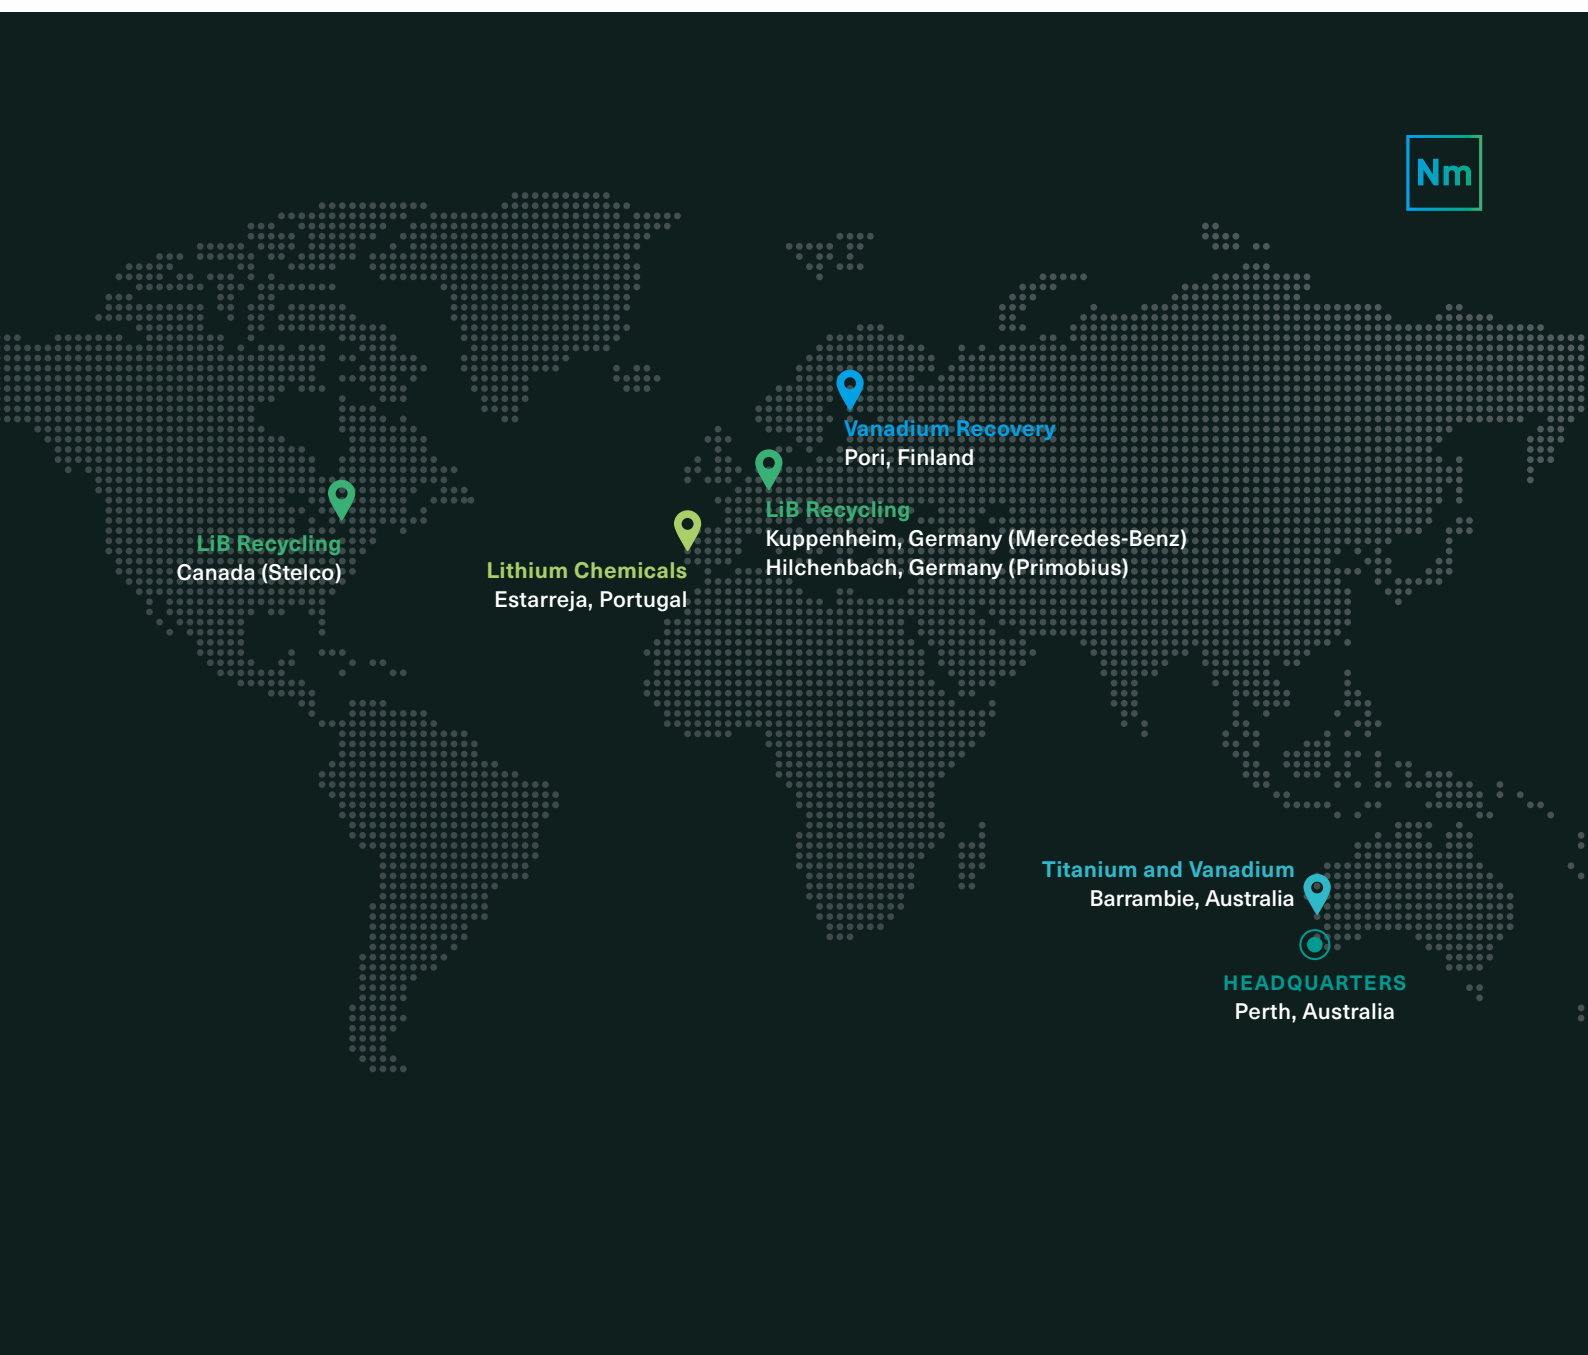 Nm
Vanadium Recovery
Pori, Finland
LiB Recycling
Kuppenheim, Germany (Mercedes-Benz)
Hilchenbach, Germany (Primobius)
LiB Recycling
Canada (Stelco)
Lithium Chemicals
Estarreja, Portugal
Titanium and Vanadium
Barrambie, Australia
HEADQUARTERS
Perth, Australia